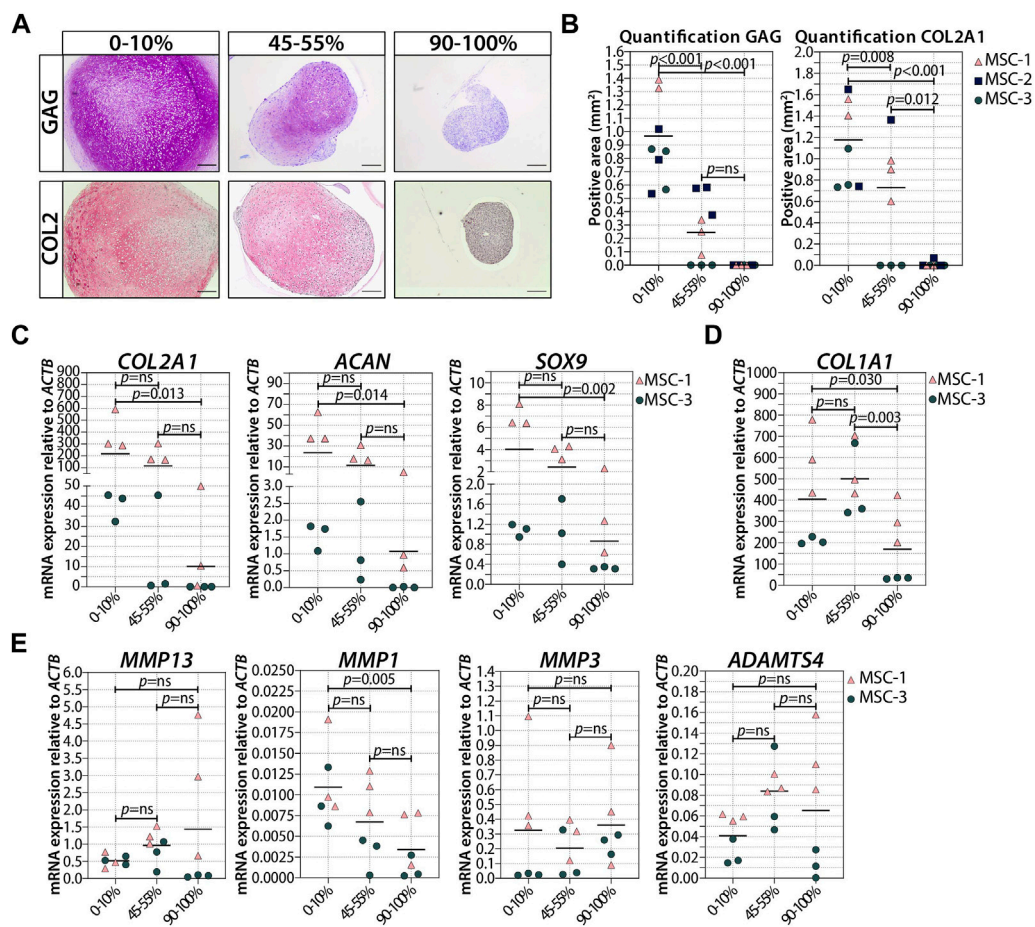 A
0-10%
45-55%
90-100%
GAG
COL2
B
Quantification GAG
Positive area (mm²)
1.6
1.5
1.4
1.3
1.2
1.1
1.0
0.9
0.8
0.7
0.6
0.5
0.4
0.3
0.2
0.1
0.0
p<0.001
p<0.001
p=ns
0-10%
45-55%
90-100%
Quantification COL2A1
Positive area (mm²)
2.0
1.8
1.6
1.4
1.2
1.0
0.8
0.6
0.4
0.2
0.0
p=0.008
p<0.001
p=0.012
0-10%
45-55%
90-100%
MSC-1
MSC-2
MSC-3
C
COL2A1
mRNA expression relative to ACTB
900
800
700
600
500
400
300
200
100
50
40
30
20
10
0
p=ns
p=0.013
p=ns
0-10%
45-55%
90-100%
ACAN
mRNA expression relative to ACTB
90
70
50
30
10
3.0
2.5
2.0
1.5
1.0
0.5
0.0
p=ns
p=0.014
p=ns
0-10%
45-55%
90-100%
SOX9
mRNA expression relative to ACTB
10
8
6
4
2
2.0
1.6
1.2
0.8
0.4
0.0
p=ns
p=0.002
p=ns
0-10%
45-55%
90-100%
MSC-1
MSC-3
D
COL1A1
mRNA expression relative to ACTB
1000
900
800
700
600
500
400
300
200
100
0
p=0.030
p=ns
p=0.003
0-10%
45-55%
90-100%
MSC-1
MSC-3
E
MMP13
mRNA expression relative to ACTB
6.0
5.5
5.0
4.5
4.0
3.5
3.0
2.5
2.0
1.5
1.0
0.5
0.0
p=ns
p=ns
p=ns
0-10%
45-55%
90-100%
MMP1
mRNA expression relative to ACTB
0.0250
0.0225
0.0200
0.0175
0.0150
0.0125
0.0100
0.0075
0.0050
0.0025
0.0000
p=0.005
p=ns
p=ns
0-10%
45-55%
90-100%
MMP3
mRNA expression relative to ACTB
1.4
1.3
1.2
1.1
1.0
0.9
0.8
0.7
0.6
0.5
0.4
0.3
0.2
0.1
0.0
p=ns
p=ns
p=ns
0-10%
45-55%
90-100%
ADAMTS4
mRNA expression relative to ACTB
0.20
0.18
0.16
0.14
0.12
0.10
0.08
0.06
0.04
0.02
0.00
p=ns
p=ns
p=ns
0-10%
45-55%
90-100%
MSC-1
MSC-3